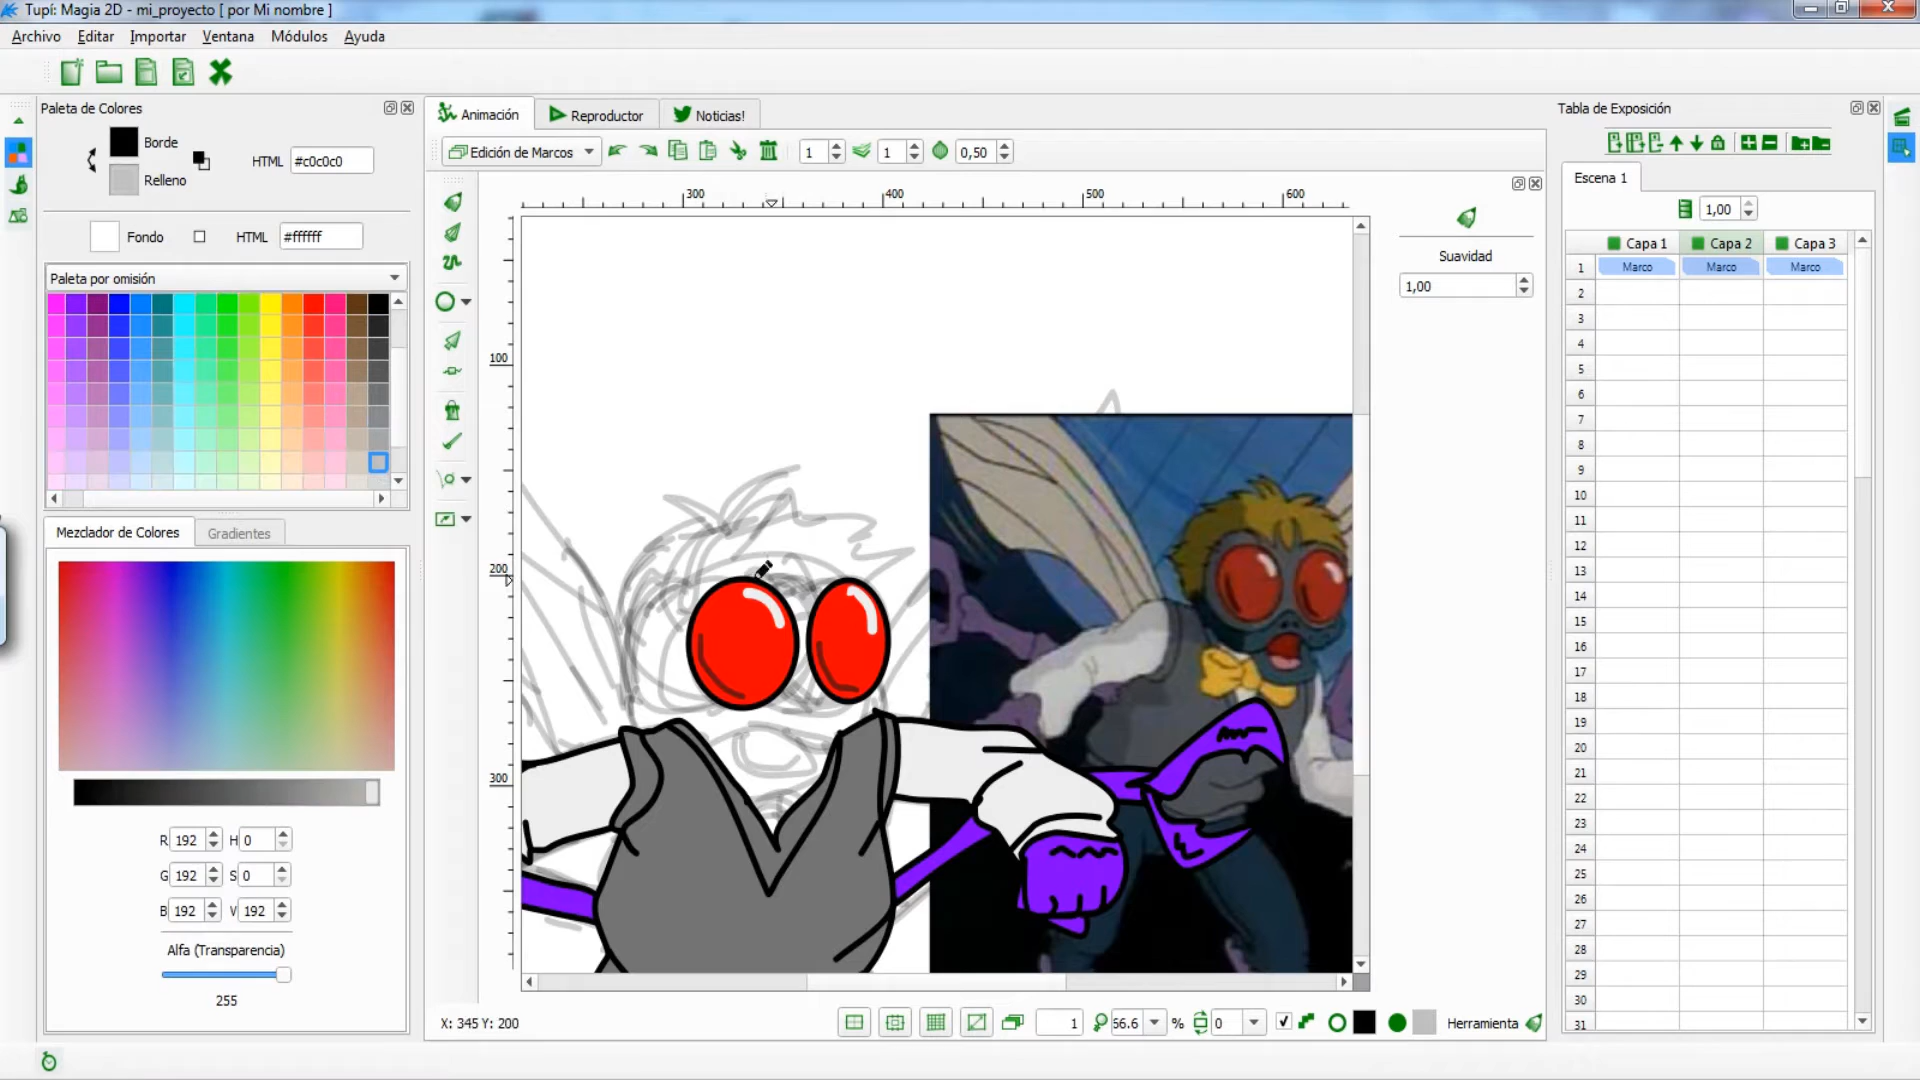 Tupí: Magia 2D - mi_proyecto [ por Mi nombre ]
Archivo Editar Importar Ventana Módulos Ayuda
Paleta de Colores
Borde
Relleno
HTML #c0c0c0
Fondo HTML #ffffff
Paleta por omisión
Mezclador de Colores Gradientes
R 192 H 0
G 192 S 0
B 192 V 192
Alfa (Transparencia)
255
Animación Reproductor Noticias!
Edición de Marcos 1 1 0,50
300 400 500 600
100
200
300
Suavidad
1,00
X: 345 Y: 200
1 56.6 % 0 Herramienta
Tabla de Exposición
Escena 1
1,00
Capa 1 Capa 2 Capa 3
1 Marco Marco Marco
2
3
4
5
6
7
8
9
10
11
12
13
14
15
16
17
18
19
20
21
22
23
24
25
26
27
28
29
30
31